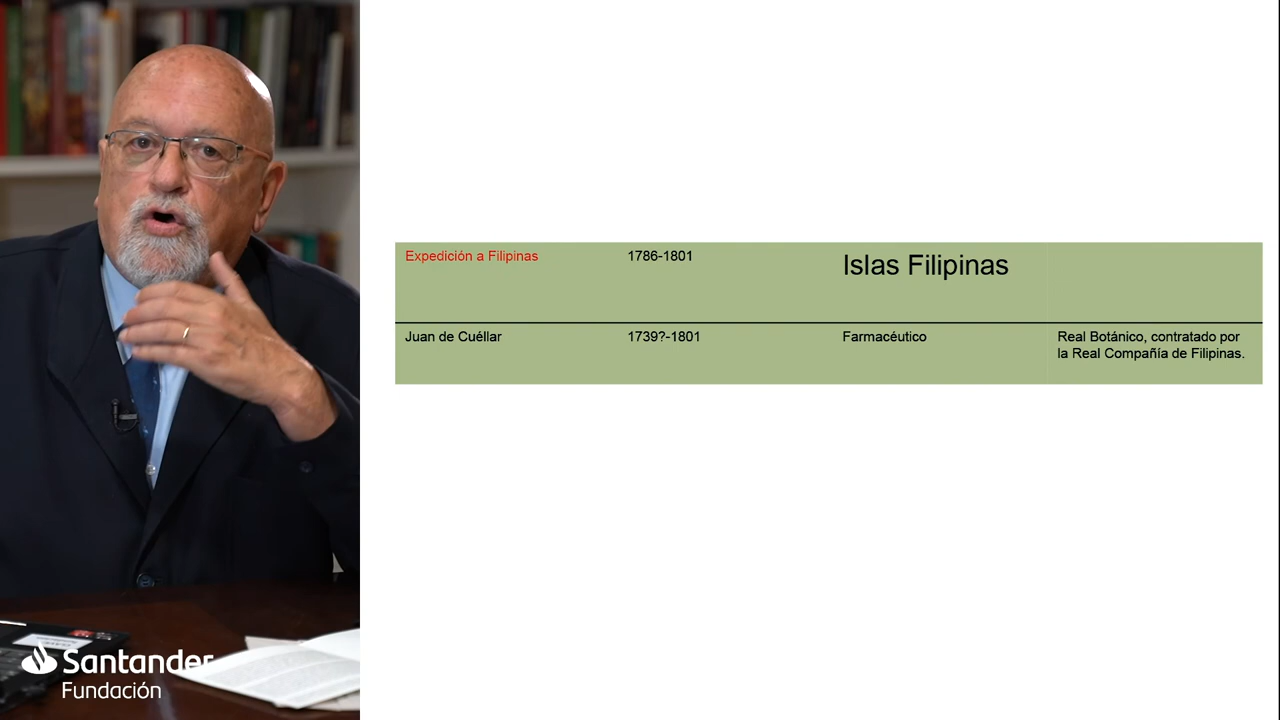 Expedición a Filipinas
1786-1801
Islas Filipinas
Juan de Cuéllar
1739?-1801
Farmacéutico
Real Botánico, contratado por
la Real Compañía de Filipinas.
Santander
Fundación